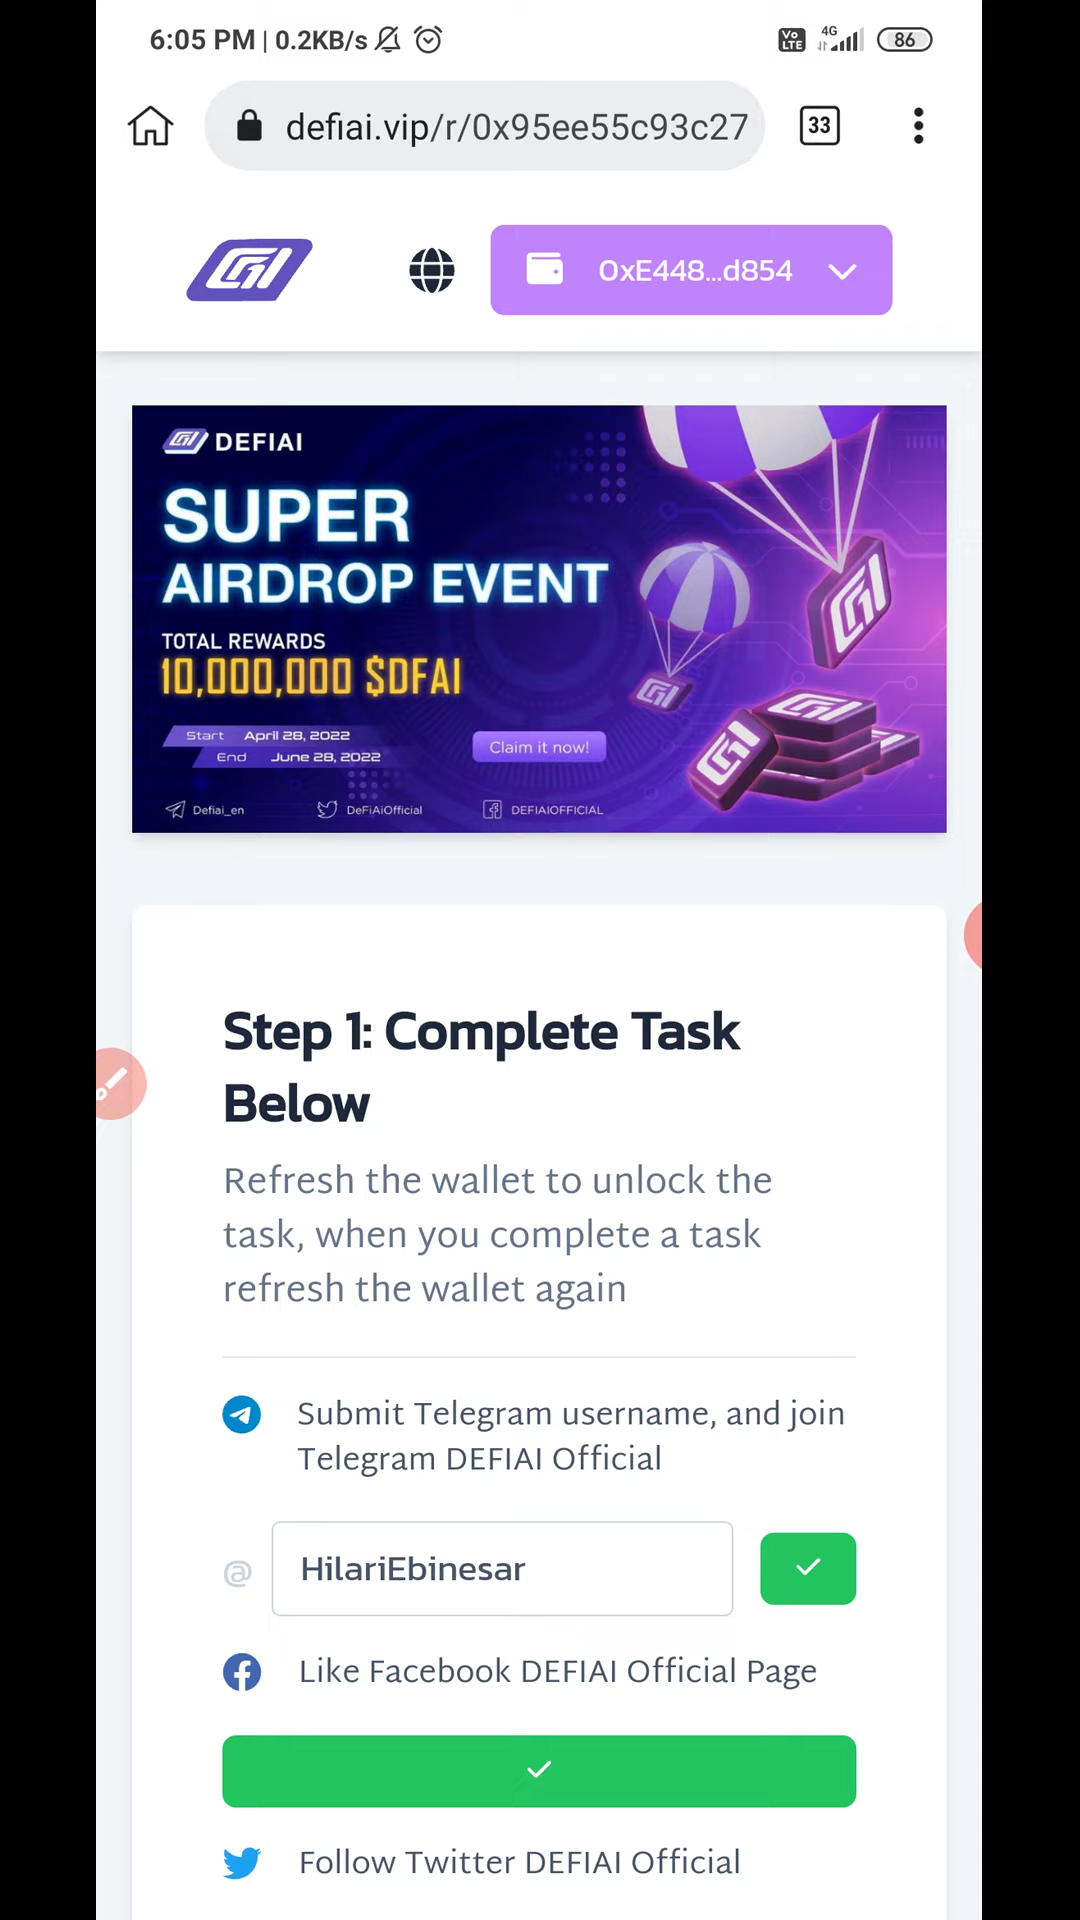 6:05 PM | 0.2KB/s
Vo LTE 4G 86
defiai.vip/r/0x95ee55c93c27
33
0xE448...d854
DEFIAI
SUPER
AIRDROP EVENT
TOTAL REWARDS
10,000,000 $DFAI
Start April 28, 2022
End June 28, 2022
Claim it now!
Defiai_en DeFiAiOfficial DEFIAIOFFICIAL
Step 1: Complete Task
Below
Refresh the wallet to unlock the
task, when you complete a task
refresh the wallet again
Submit Telegram username, and join
Telegram DEFIAI Official
@ HilariEbinesar
Like Facebook DEFIAI Official Page
Follow Twitter DEFIAI Official